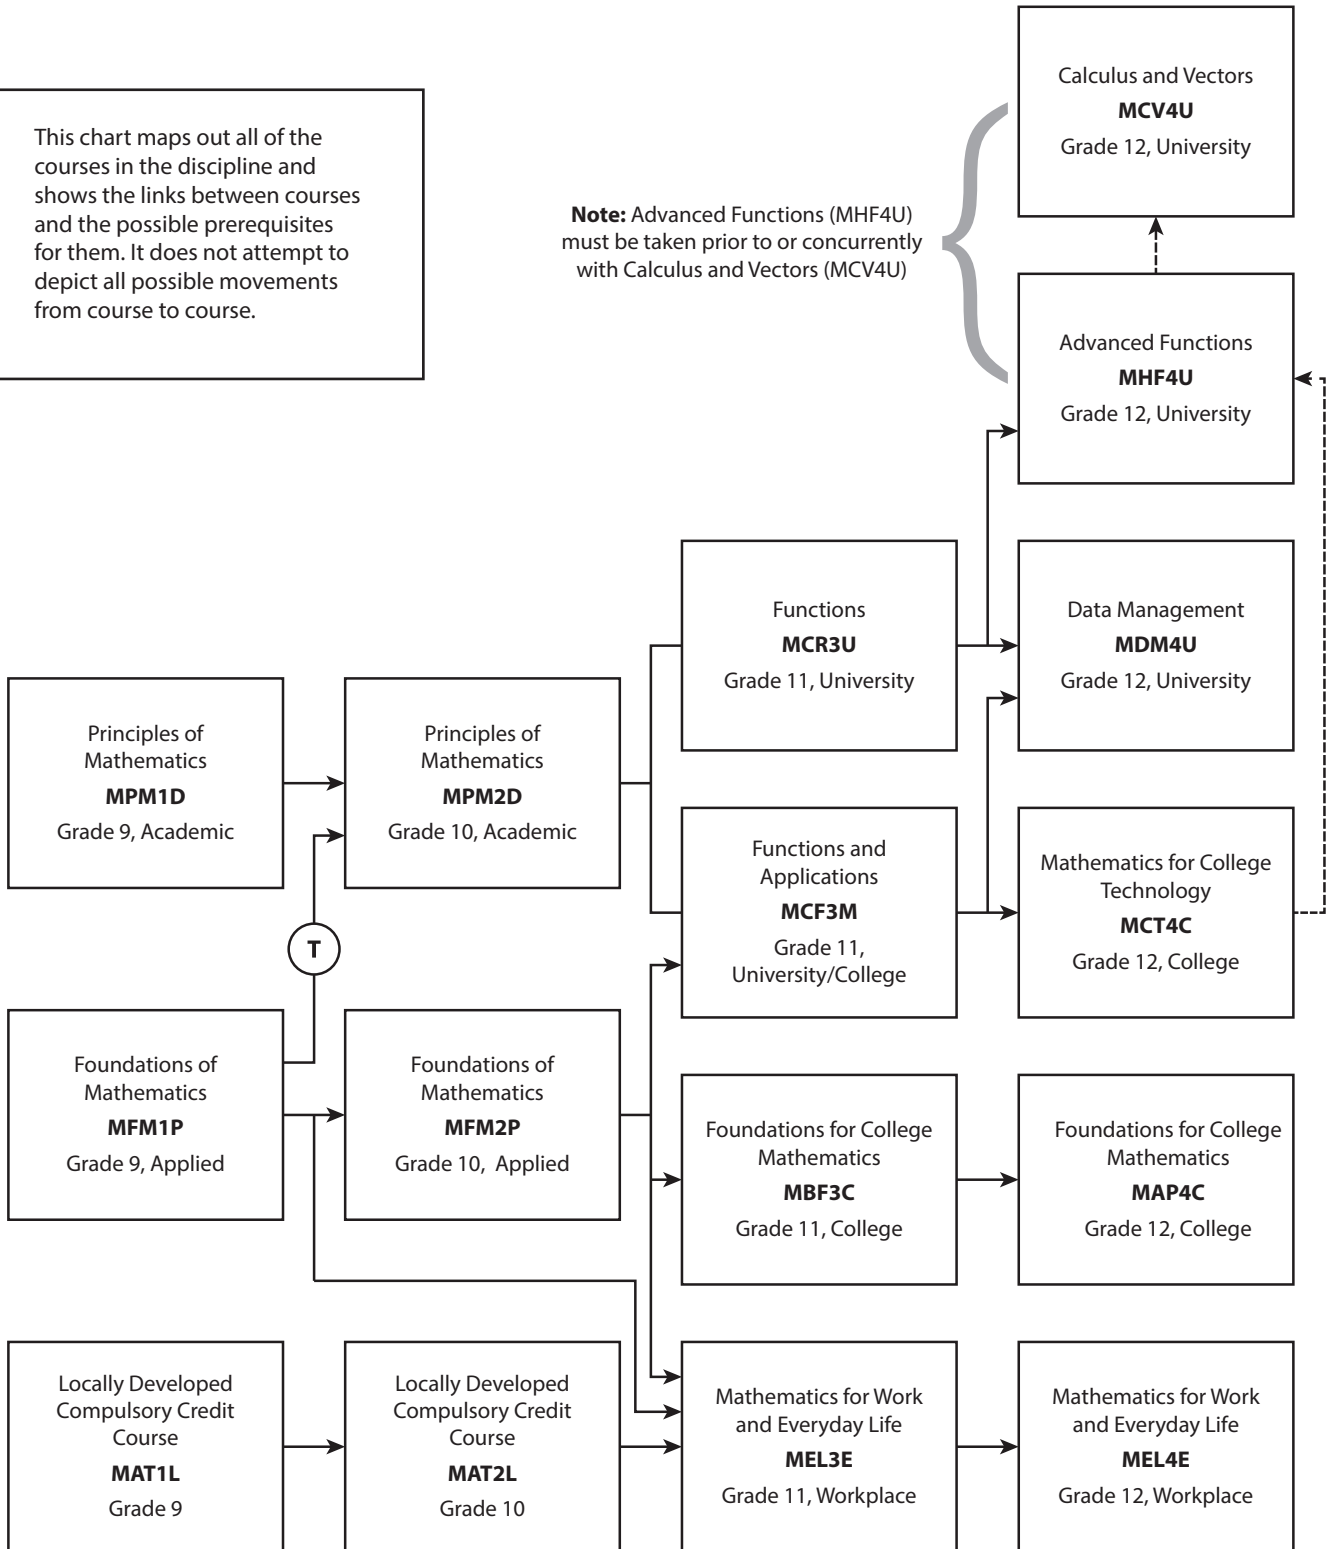 This chart maps out all of the
courses in the discipline and
shows the links between courses
and the possible prerequisites
for them. It does not attempt to
depict all possible movements
from course to course.
Note: Advanced Functions (MHF4U)
must be taken prior to or concurrently
with Calculus and Vectors (MCV4U)
Calculus and Vectors
MCV4U
Grade 12, University
Advanced Functions
MHF4U
Grade 12, University
Functions
MCR3U
Grade 11, University
Data Management
MDM4U
Grade 12, University
Principles of
Mathematics
MPM1D
Grade 9, Academic
Principles of
Mathematics
MPM2D
Grade 10, Academic
Functions and
Applications
MCF3M
Grade 11,
University/College
Mathematics for College
Technology
MCT4C
Grade 12, College
T
Foundations of
Mathematics
MFM1P
Grade 9, Applied
Foundations of
Mathematics
MFM2P
Grade 10, Applied
Foundations for College
Mathematics
MBF3C
Grade 11, College
Foundations for College
Mathematics
MAP4C
Grade 12, College
Locally Developed
Compulsory Credit
Course
MAT1L
Grade 9
Locally Developed
Compulsory Credit
Course
MAT2L
Grade 10
Mathematics for Work
and Everyday Life
MEL3E
Grade 11, Workplace
Mathematics for Work
and Everyday Life
MEL4E
Grade 12, Workplace